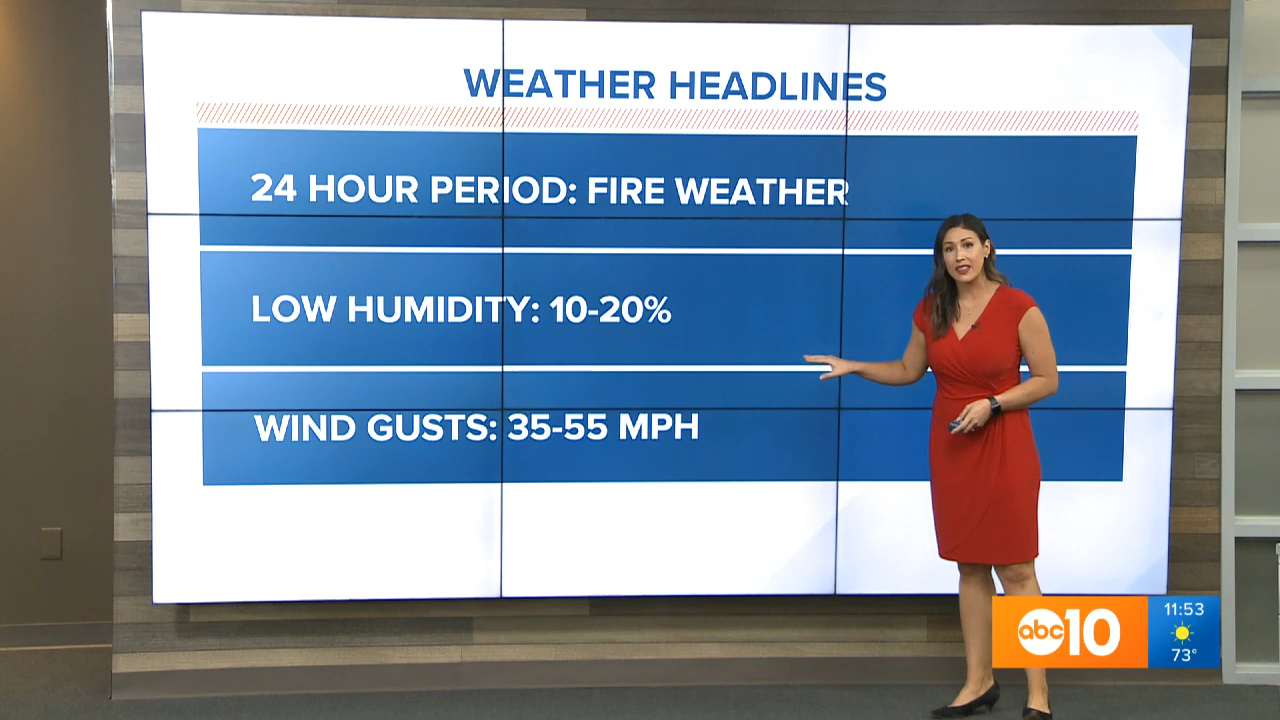 WEATHER HEADLINES
24 HOUR PERIOD: FIRE WEATHER
LOW HUMIDITY: 10-20%
WIND GUSTS: 35-55 MPH
abc10
11:53
73°